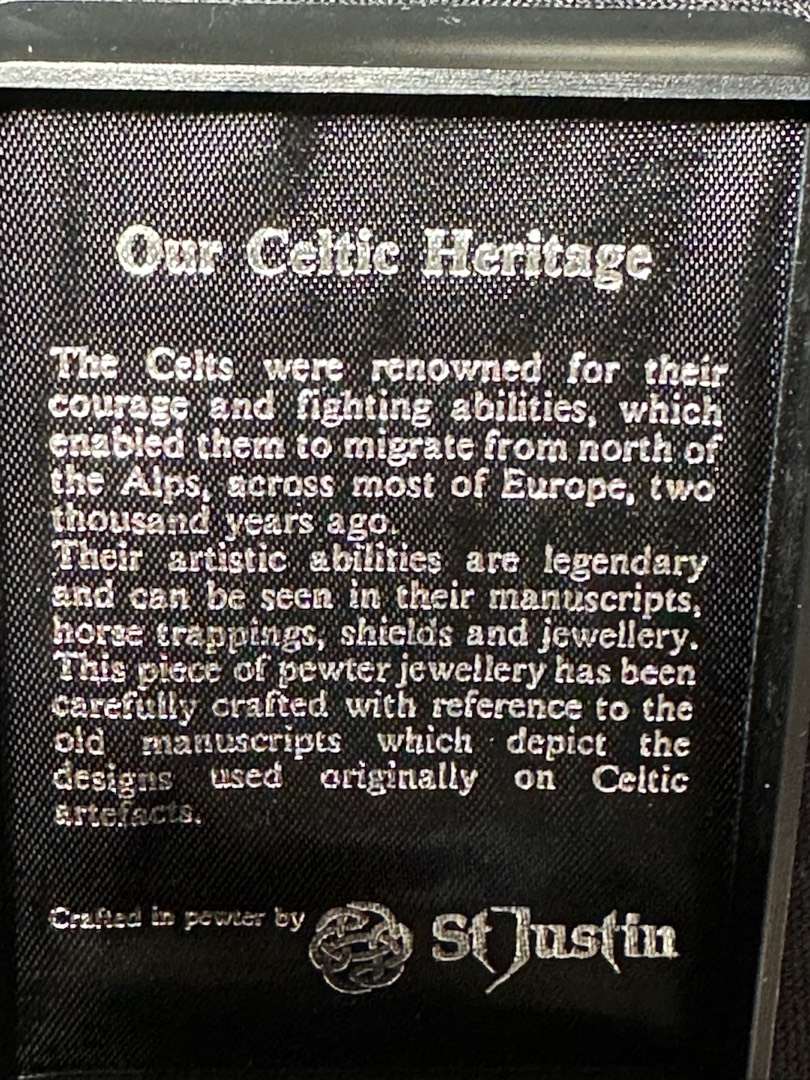 Our Celtic Heritage
The Celts were renowned for their
courage and fighting abilities, which
enabled them to migrate from north of
the Alps, across most of Europe, two
thousand years ago.
Their artistic abilities are legendary
and can be seen in their manuscripts,
horse trappings, shields and jewellery.
This piece of pewter jewellery has been
carefully crafted with reference to the
old manuscripts which depict the
designs used originally on Celtic
artefacts.
Crafted in pewter by St Justin